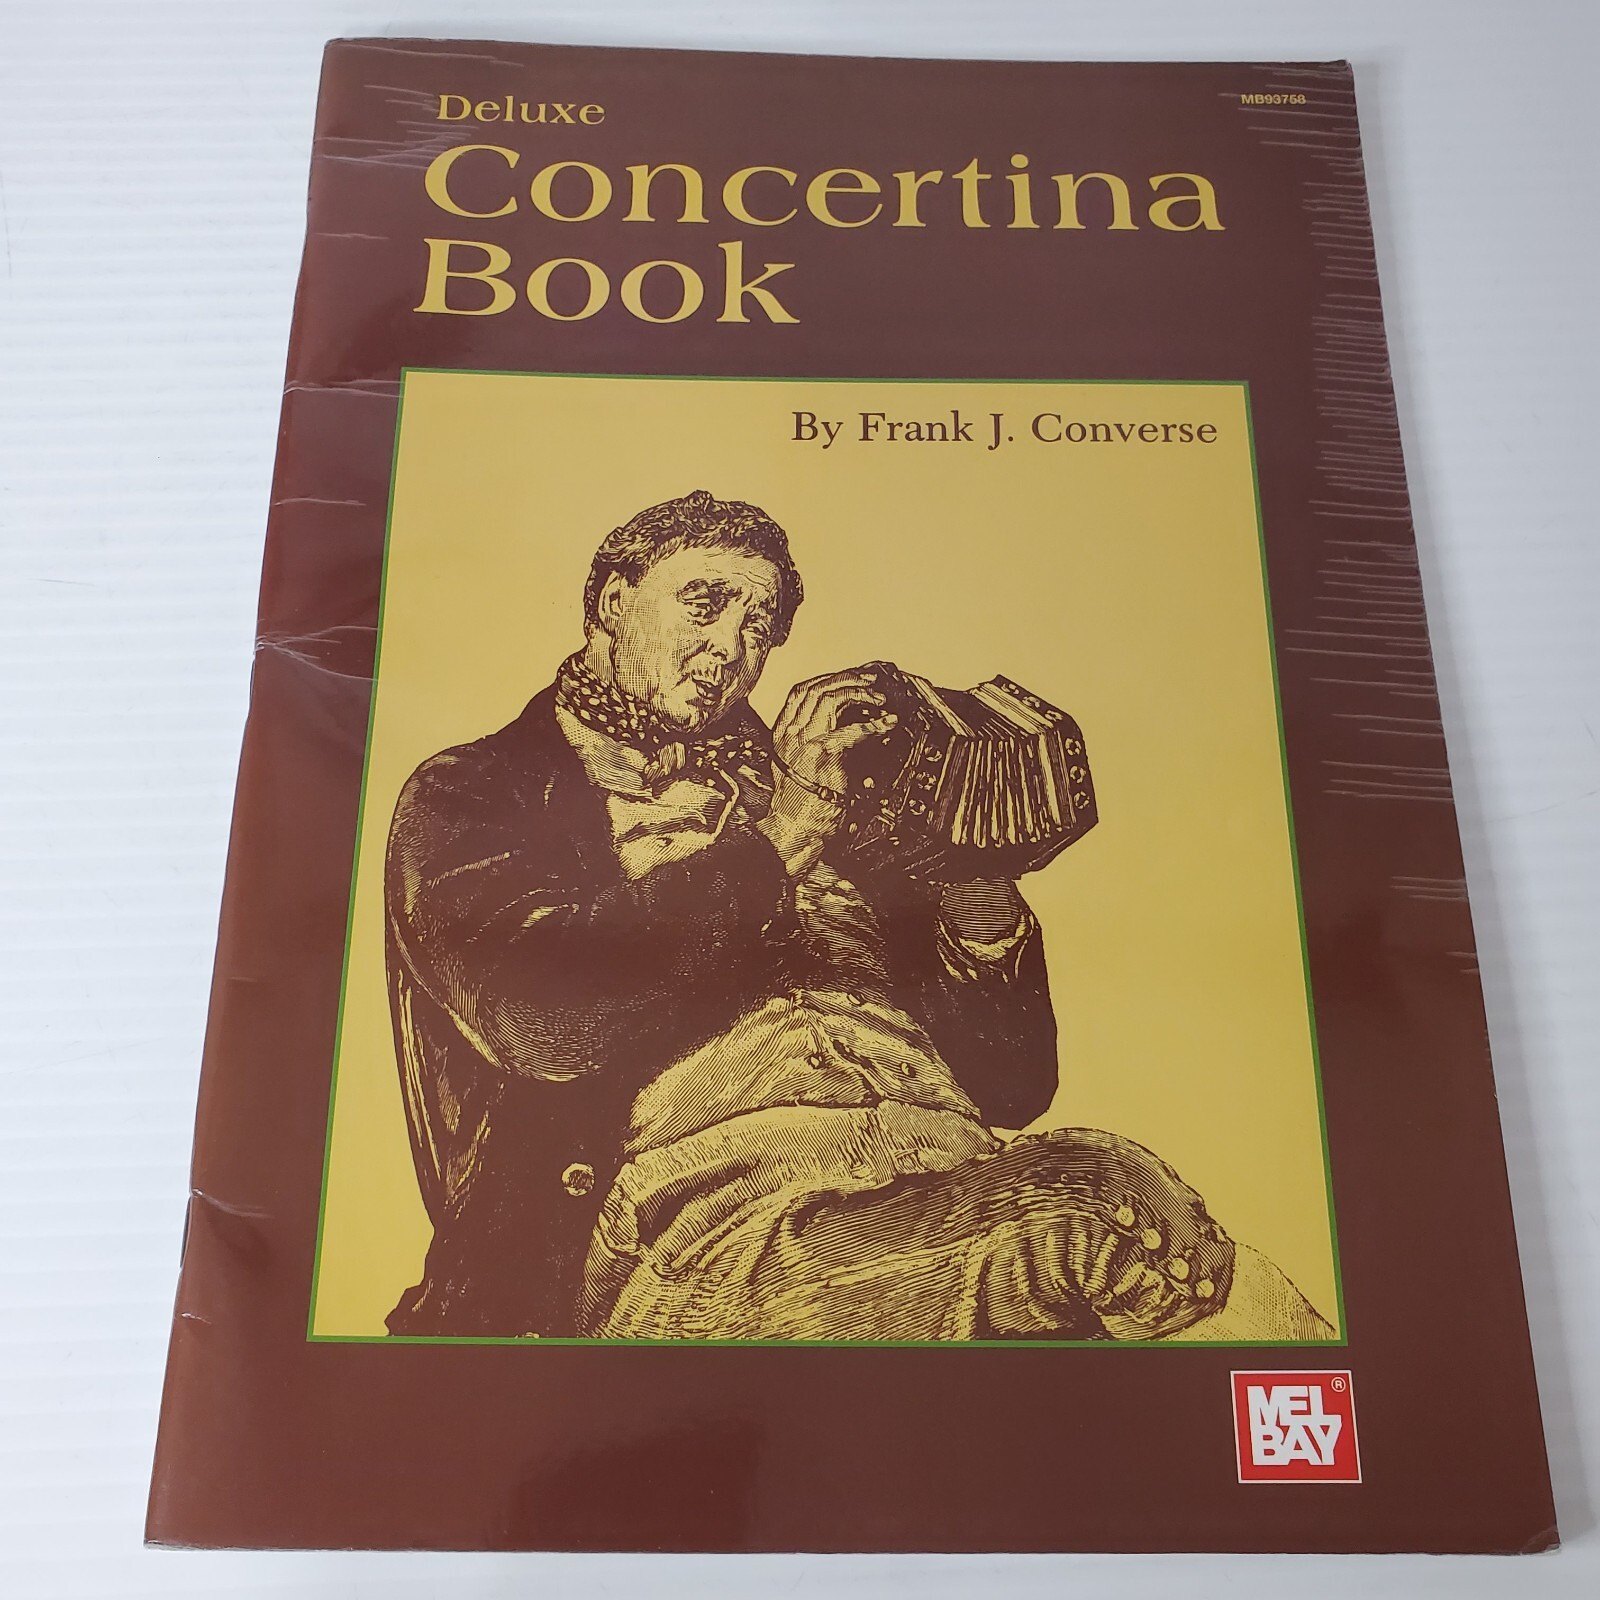 Deluxe
MB93758
Concertina
Book
By Frank J. Converse
MEL
BAY
®